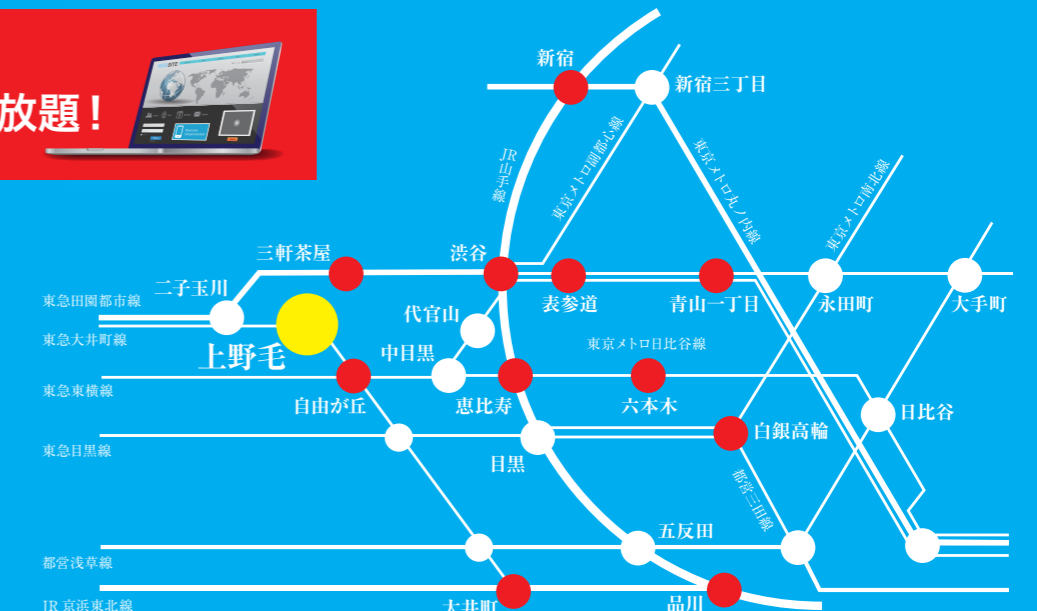 放題！
SITE
新宿
新宿三丁目
JR山手線
東京メトロ副都心線
東京メトロ丸ノ内線
東京メトロ南北線
三軒茶屋
渋谷
二子玉川
東急田園都市線
表参道
青山一丁目
永田町
大手町
代官山
東急大井町線
上野毛
中目黒
東京メトロ日比谷線
東急東横線
自由が丘
恵比寿
六本木
日比谷
白銀高輪
東急目黒線
目黒
都営三田線
五反田
都営浅草線
JR 京浜東北線
大井町
品川